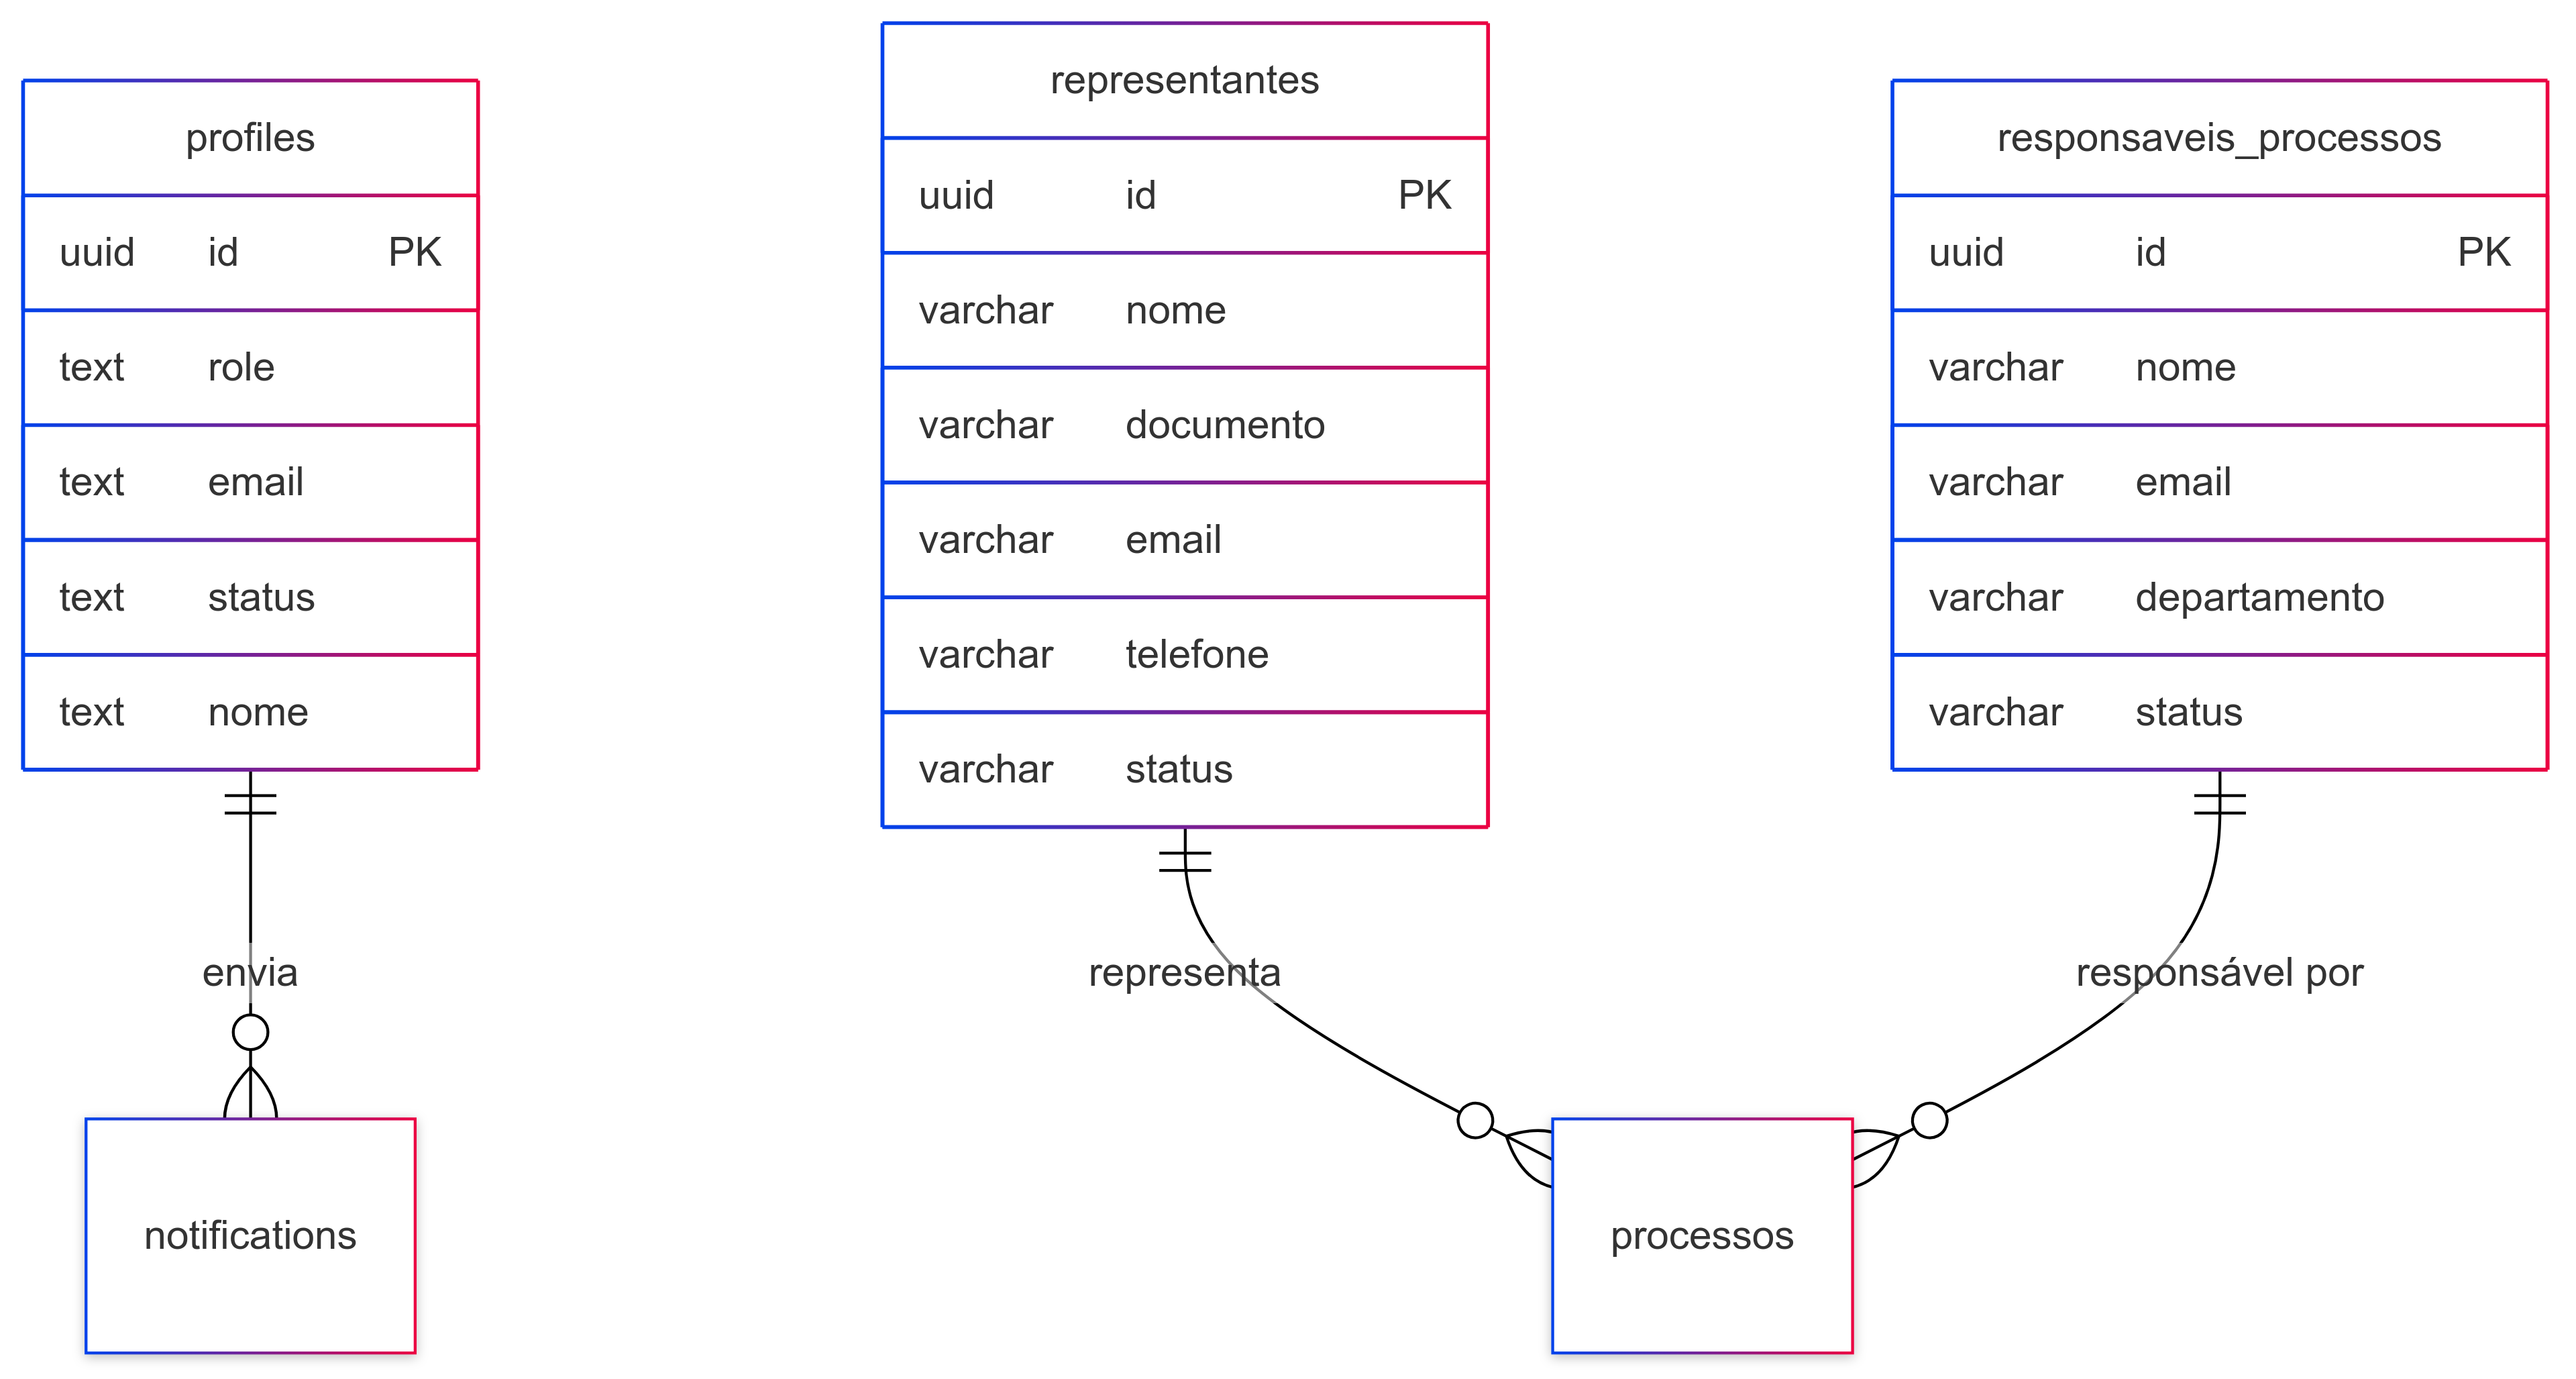 profiles
uuid id PK
text role
text email
text status
text nome
envia
notifications
representantes
uuid id PK
varchar nome
varchar documento
varchar email
varchar telefone
varchar status
representa
responsaveis_processos
uuid id PK
varchar nome
varchar email
varchar departamento
varchar status
responsável por
processos